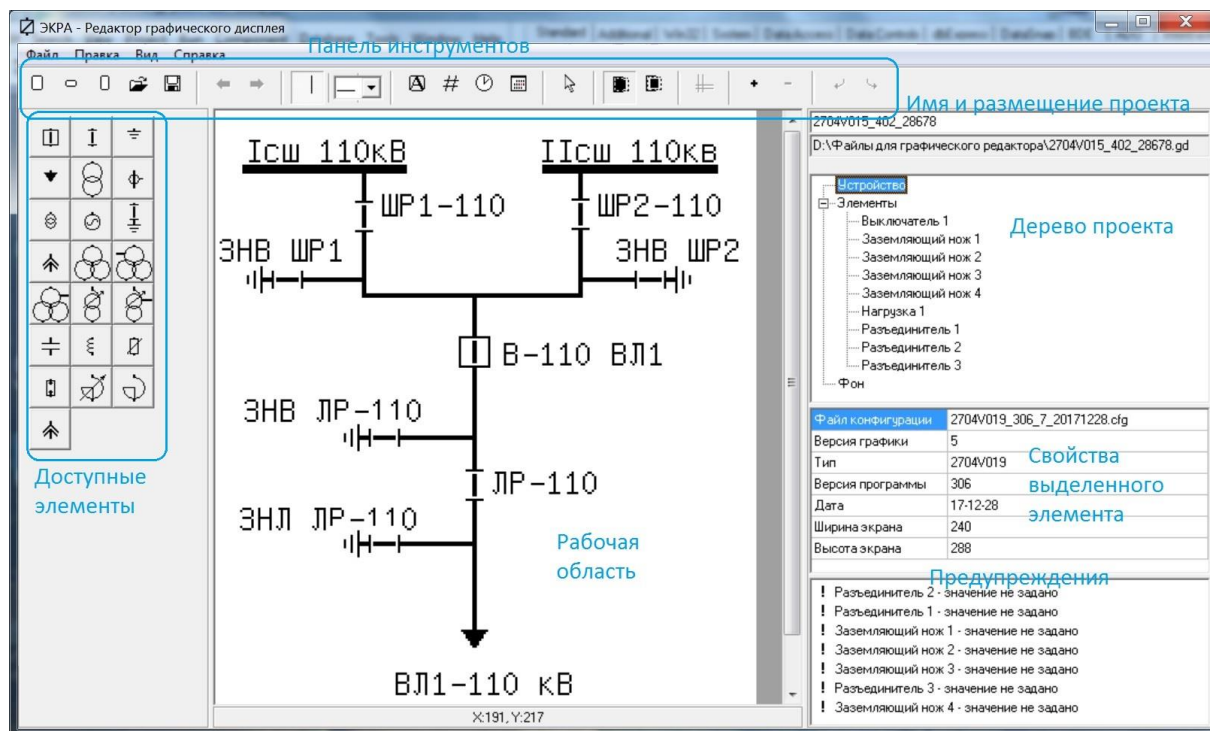 ЭКРА - Редактор графического дисплея
Файл Правка Вид Справка
Панель инструментов
Имя и размещение проекта
2704V015_402_28678
D:\Файлы для графического редактора\2704V015_402_28678.gd
Iсш 110кВ
IIсш 110кв
ШР1-110
ШР2-110
ЗНВ ШР1
ЗНВ ШР2
В-110 ВЛ1
ЗНВ ЛР-110
ЛР-110
ЗНЛ ЛР-110
ВЛ1-110 кВ
Рабочая
область
X:191, Y:217
Доступные
элементы
Устройство
Элементы
Выключатель 1
Заземляющий нож 1
Заземляющий нож 2
Заземляющий нож 3
Заземляющий нож 4
Нагрузка 1
Разъединитель 1
Разъединитель 2
Разъединитель 3
Фон
Дерево проекта
Файл конфигурации 2704V019_306_7_20171228.cfg
Версия графики 5
Тип 2704V019
Версия программы 306
Дата 17-12-28
Ширина экрана 240
Высота экрана 288
Свойства
выделенного
элемента
Предупреждения
! Разъединитель 2 - значение не задано
! Разъединитель 1 - значение не задано
! Заземляющий нож 1 - значение не задано
! Заземляющий нож 2 - значение не задано
! Заземляющий нож 3 - значение не задано
! Разъединитель 3 - значение не задано
! Заземляющий нож 4 - значение не задано